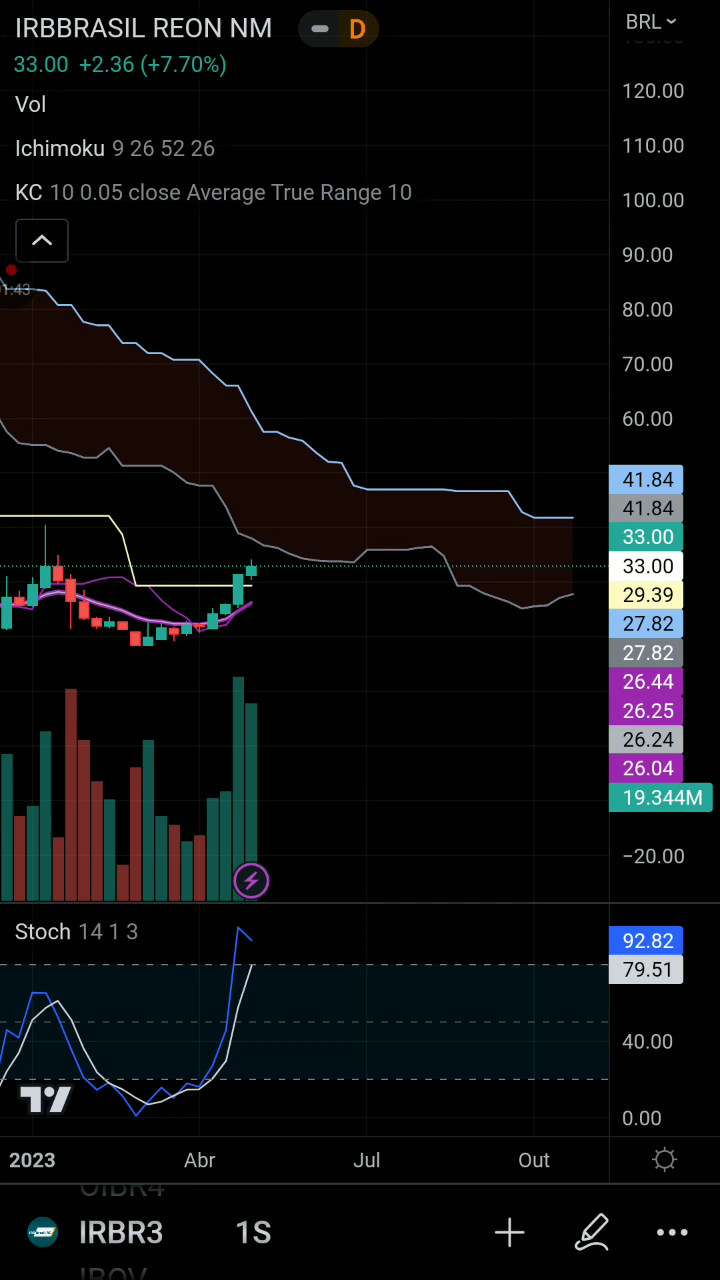 IRBBRASIL REON NM
D
BRL
33.00 +2.36 (+7.70%)
Vol
Ichimoku 9 26 52 26
KC 10 0.05 close Average True Range 10
1:43
120.00
110.00
100.00
90.00
80.00
70.00
60.00
41.84
41.84
33.00
33.00
29.39
27.82
27.82
26.44
26.25
26.24
26.04
19.344M
−20.00
Stoch 14 1 3
92.82
79.51
40.00
0.00
2023 Abr Jul Out
OIBR4
IRBR3 1S
IBOV